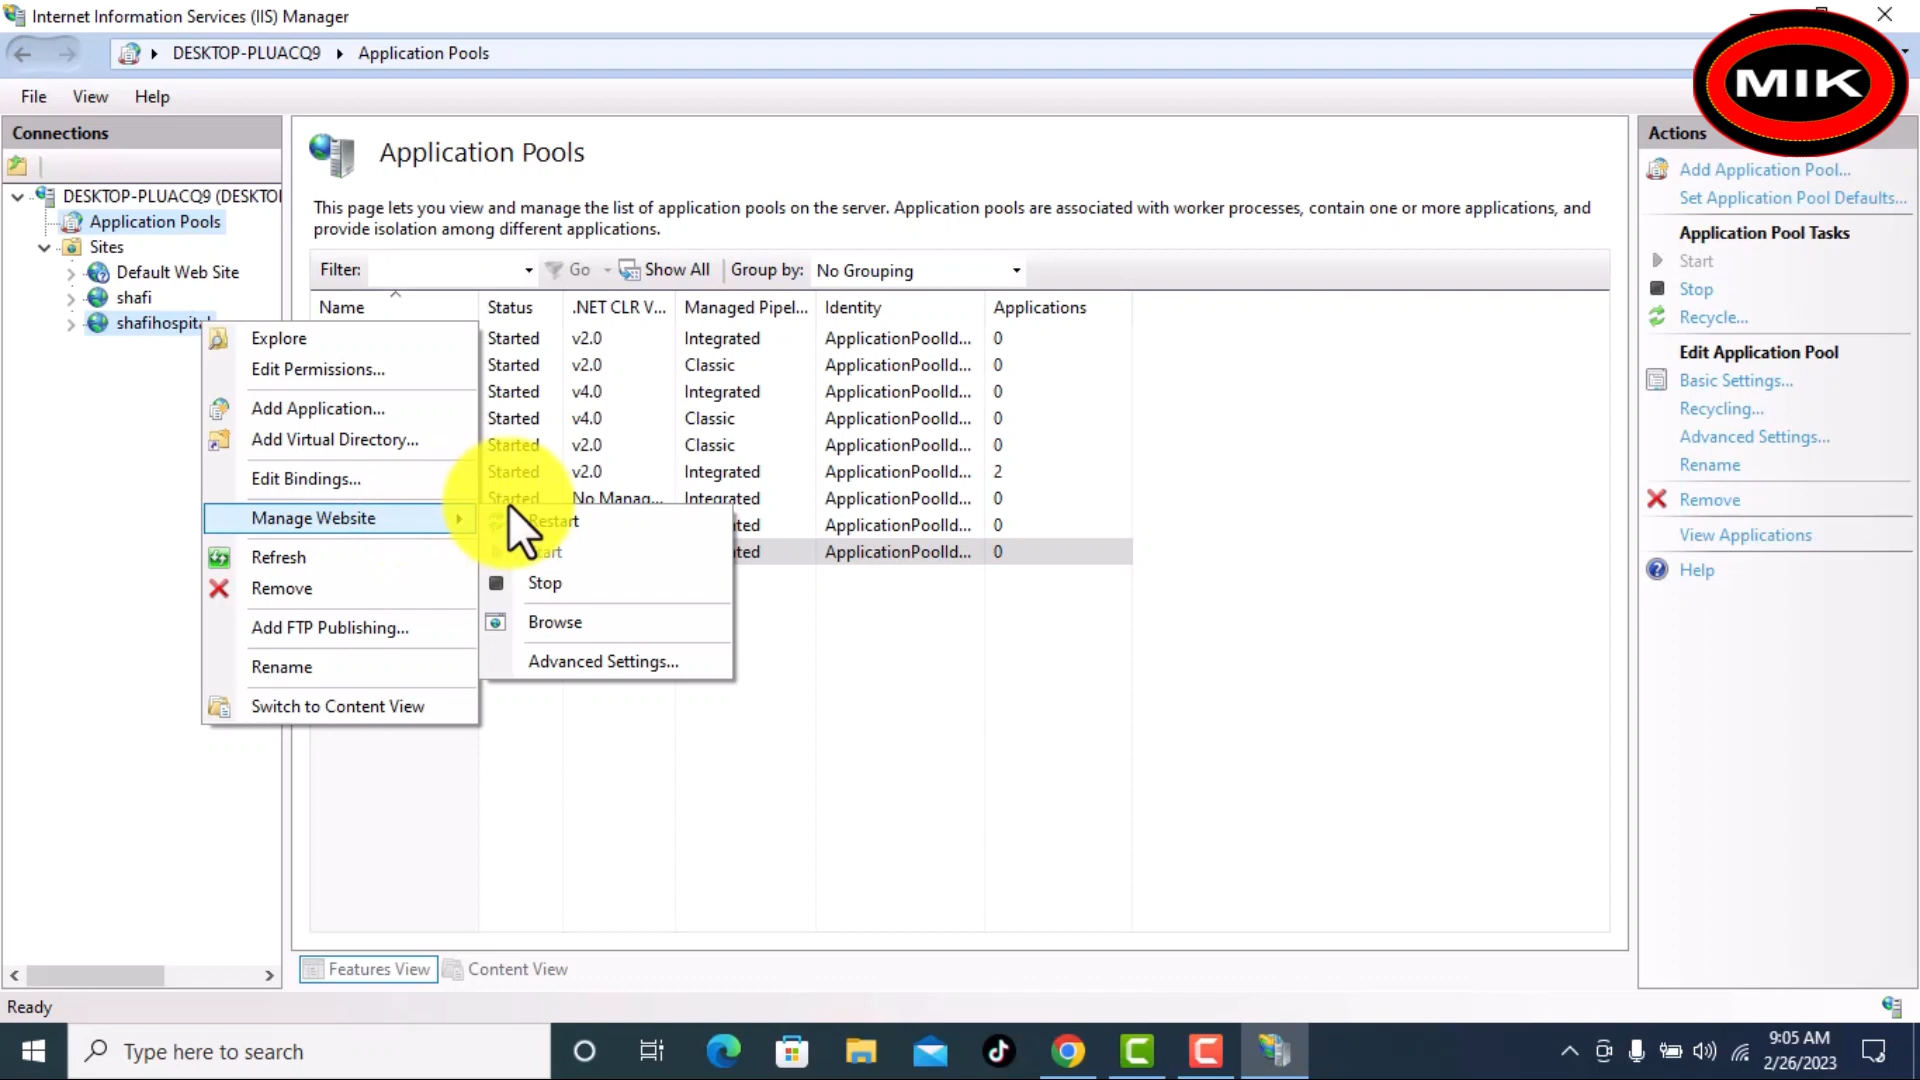 Internet Information Services (IIS) Manager
DESKTOP-PLUACQ9 Application Pools
File View Help
MIK
Connections
DESKTOP-PLUACQ9 (DESKTO
Application Pools
Sites
Default Web Site
shafi
shafihospital
Explore
Edit Permissions...
Add Application...
Add Virtual Directory...
Edit Bindings...
Manage Website
Refresh
Remove
Add FTP Publishing...
Rename
Switch to Content View
Restart
Stop
Browse
Advanced Settings...
Application Pools
This page lets you view and manage the list of application pools on the server. Application pools are associated with worker processes, contain one or more applications, and
provide isolation among different applications.
Filter: Go Show All Group by: No Grouping
Name Status .NET CLR V... Managed Pipel... Identity Applications
Started v2.0 Integrated ApplicationPoolId... 0
Started v2.0 Classic ApplicationPoolId... 0
Started v4.0 Integrated ApplicationPoolId... 0
Started v4.0 Classic ApplicationPoolId... 0
Started v2.0 Classic ApplicationPoolId... 0
Started v2.0 Integrated ApplicationPoolId... 2
Started No Manag... Integrated ApplicationPoolId... 0
ApplicationPoolId... 0
ApplicationPoolId... 0
Features View Content View
Actions
Add Application Pool...
Set Application Pool Defaults...
Application Pool Tasks
Start
Stop
Recycle...
Edit Application Pool
Basic Settings...
Recycling...
Advanced Settings...
Rename
Remove
View Applications
Help
Ready
Type here to search
9:05 AM
2/26/2023